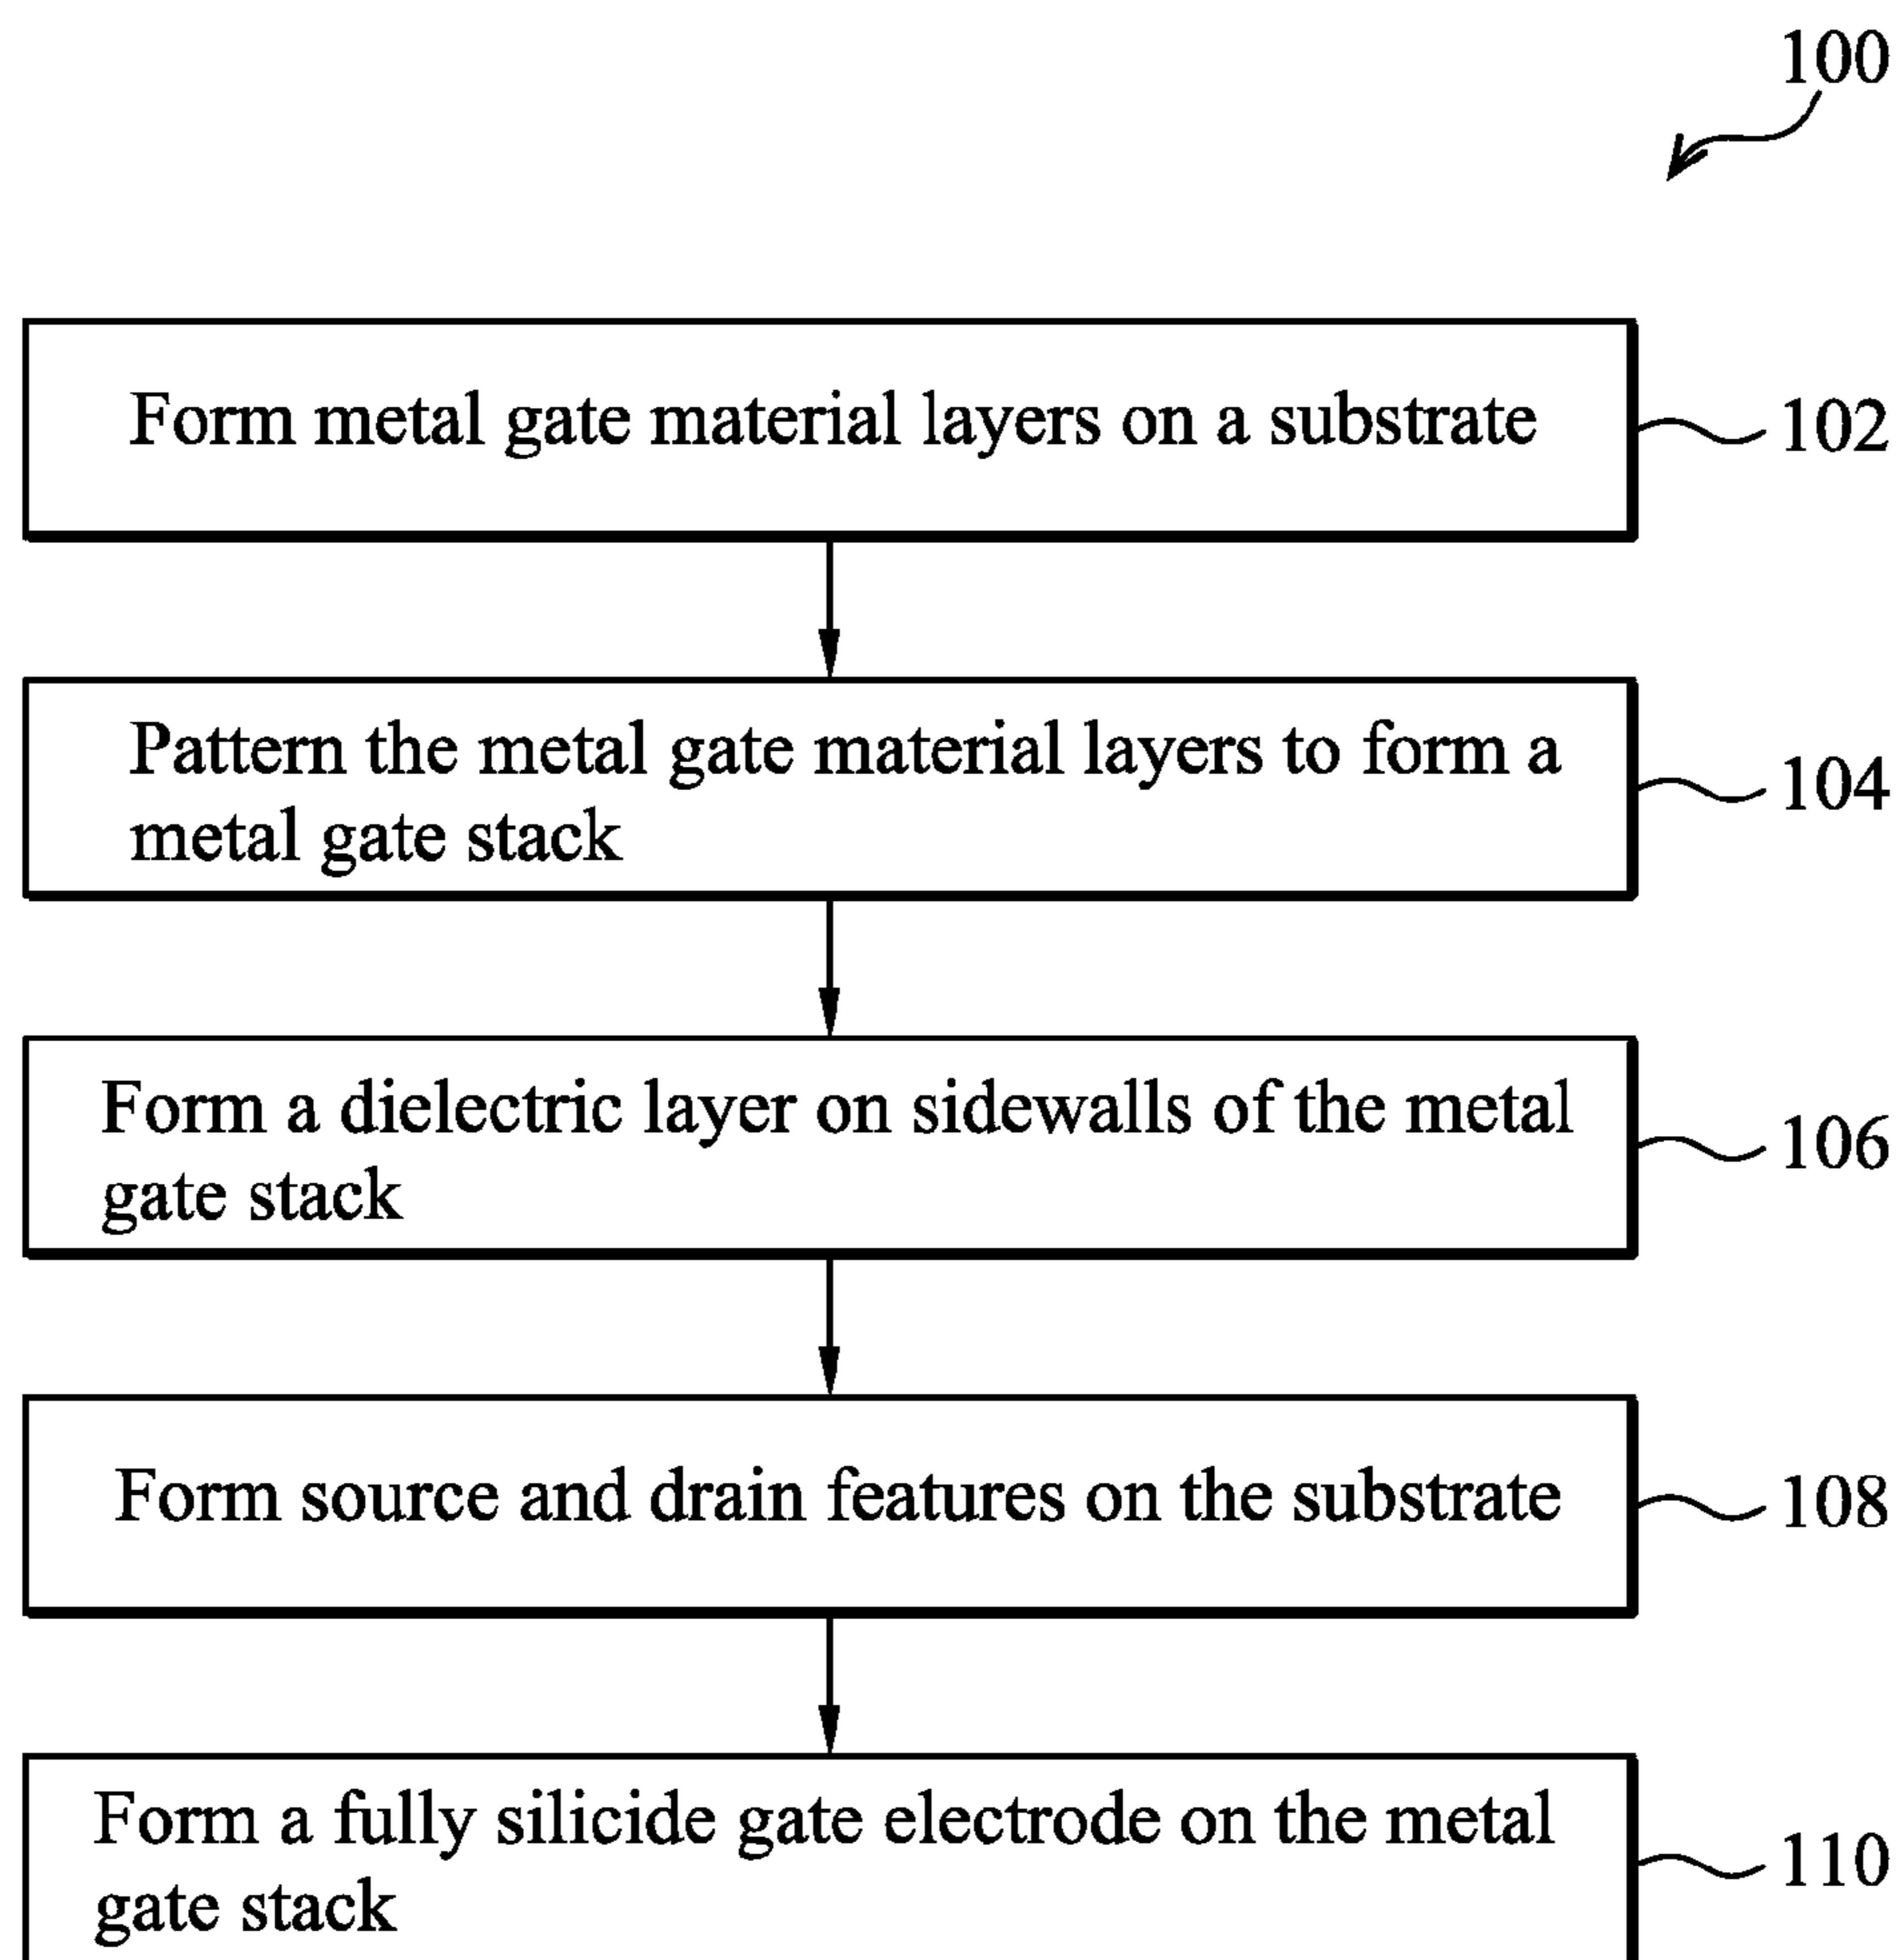 100
Form metal gate material layers on a substrate
102
Pattern the metal gate material layers to form a
metal gate stack
104
Form a dielectric layer on sidewalls of the metal
gate stack
106
Form source and drain features on the substrate
108
Form a fully silicide gate electrode on the metal
gate stack
110